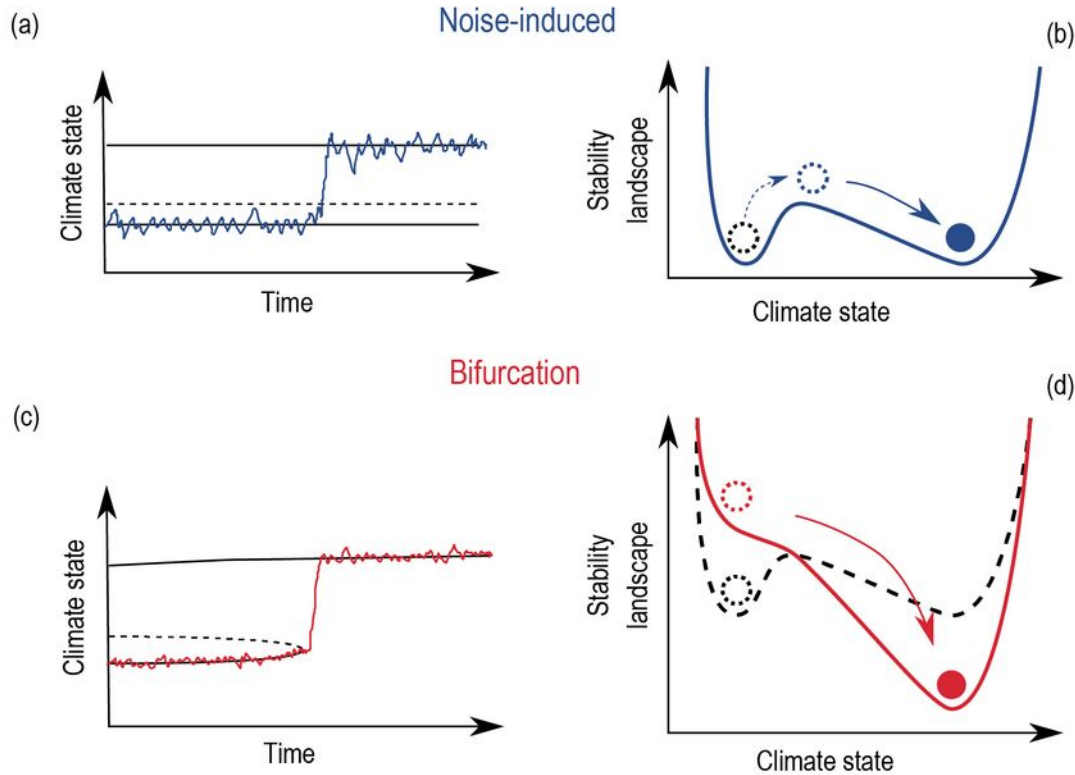 (a)
Noise-induced
(b)
Climate state
Time
Stability
landscape
Climate state
Bifurcation
(c)
(d)
Climate state
Time
Stability
landscape
Climate state